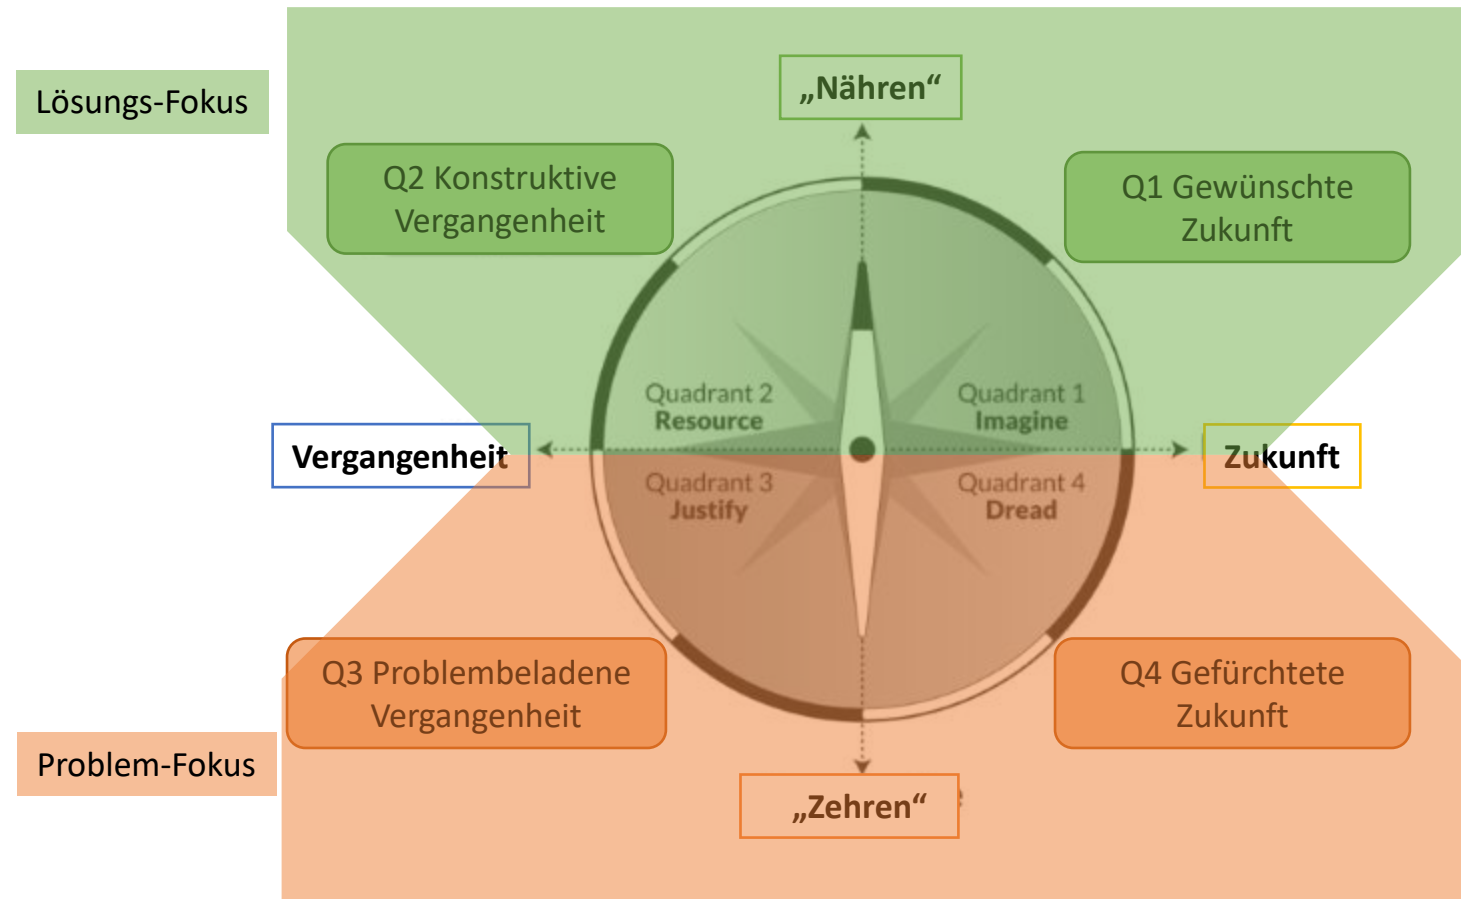 Lösungs-Fokus
„Nähren“
Q2 Konstruktive
Vergangenheit
Q1 Gewünschte
Zukunft
Quadrant 2
Resource
Quadrant 1
Imagine
Vergangenheit
Zukunft
Quadrant 3
Justify
Quadrant 4
Dread
Q3 Problembeladene
Vergangenheit
Q4 Gefürchtete
Zukunft
Problem-Fokus
„Zehren“